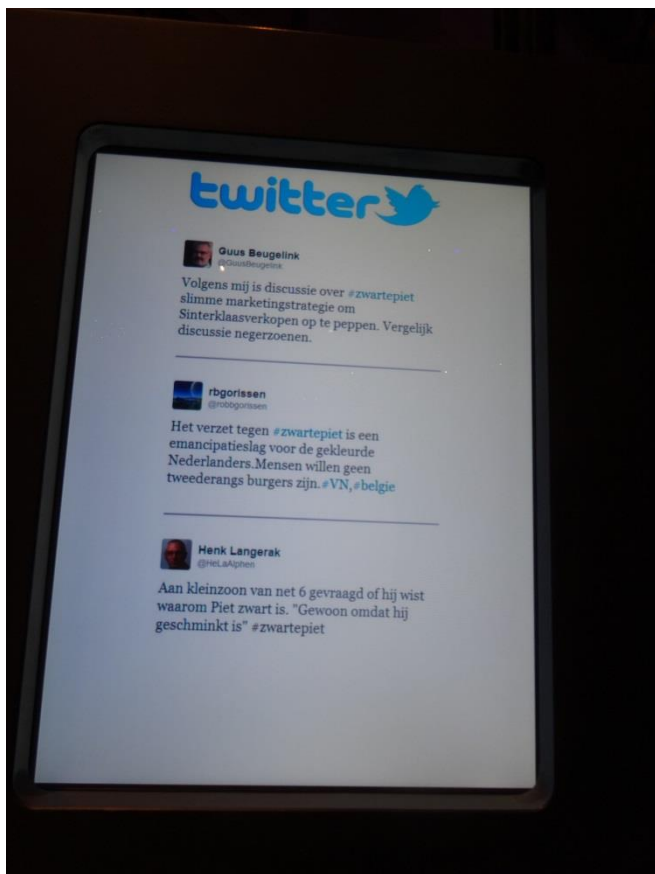 twitter
Guus Beugelink
@GuusBeugelink
Volgens mij is discussie over #zwartepiet
slimme marketingstrategie om
Sinterklaasverkopen op te peppen. Vergelijk
discussie negerzoenen.
rbgorissen
@robbgorissen
Het verzet tegen #zwartepiet is een
emancipatieslag voor de gekleurde
Nederlanders.Mensen willen geen
tweederangs burgers zijn.#VN,#belgie
Henk Langerak
@HeLaAlphen
Aan kleinzoon van net 6 gevraagd of hij wist
waarom Piet zwart is. "Gewoon omdat hij
geschminkt is" #zwartepiet